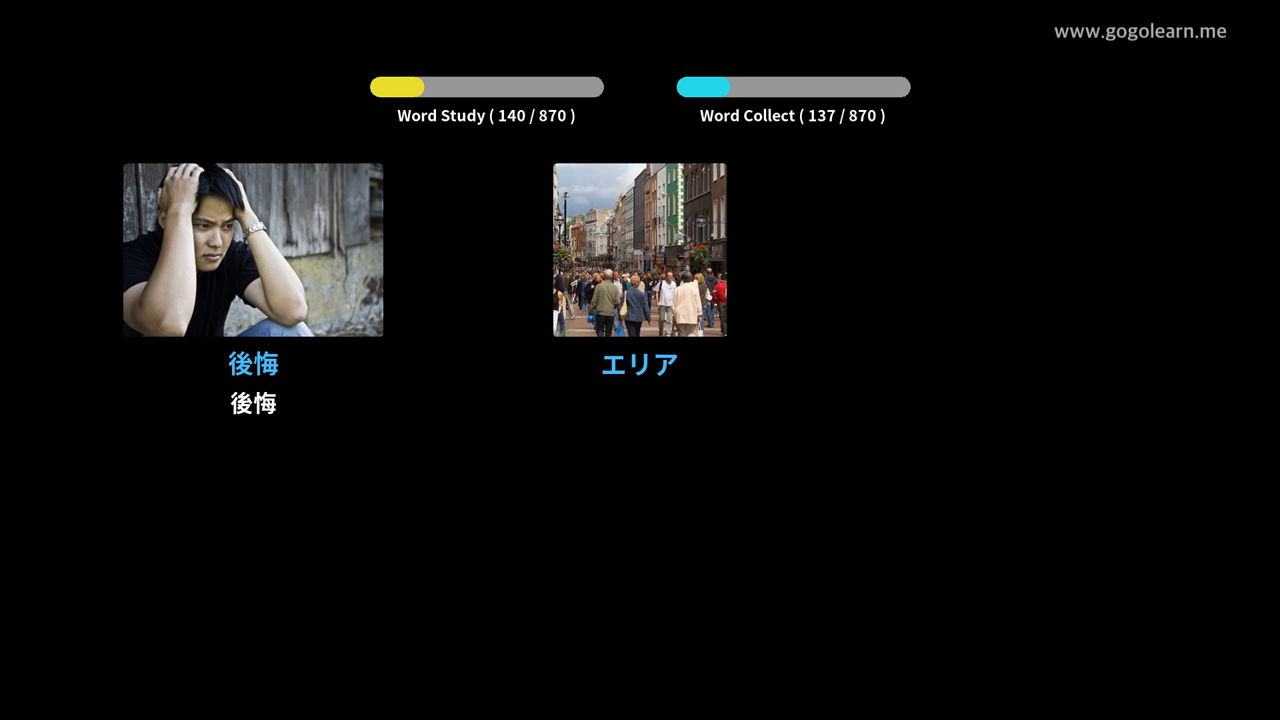 www.gogolearn.me
Word Study ( 140 / 870 )
Word Collect ( 137 / 870 )
後悔
後悔
エリア